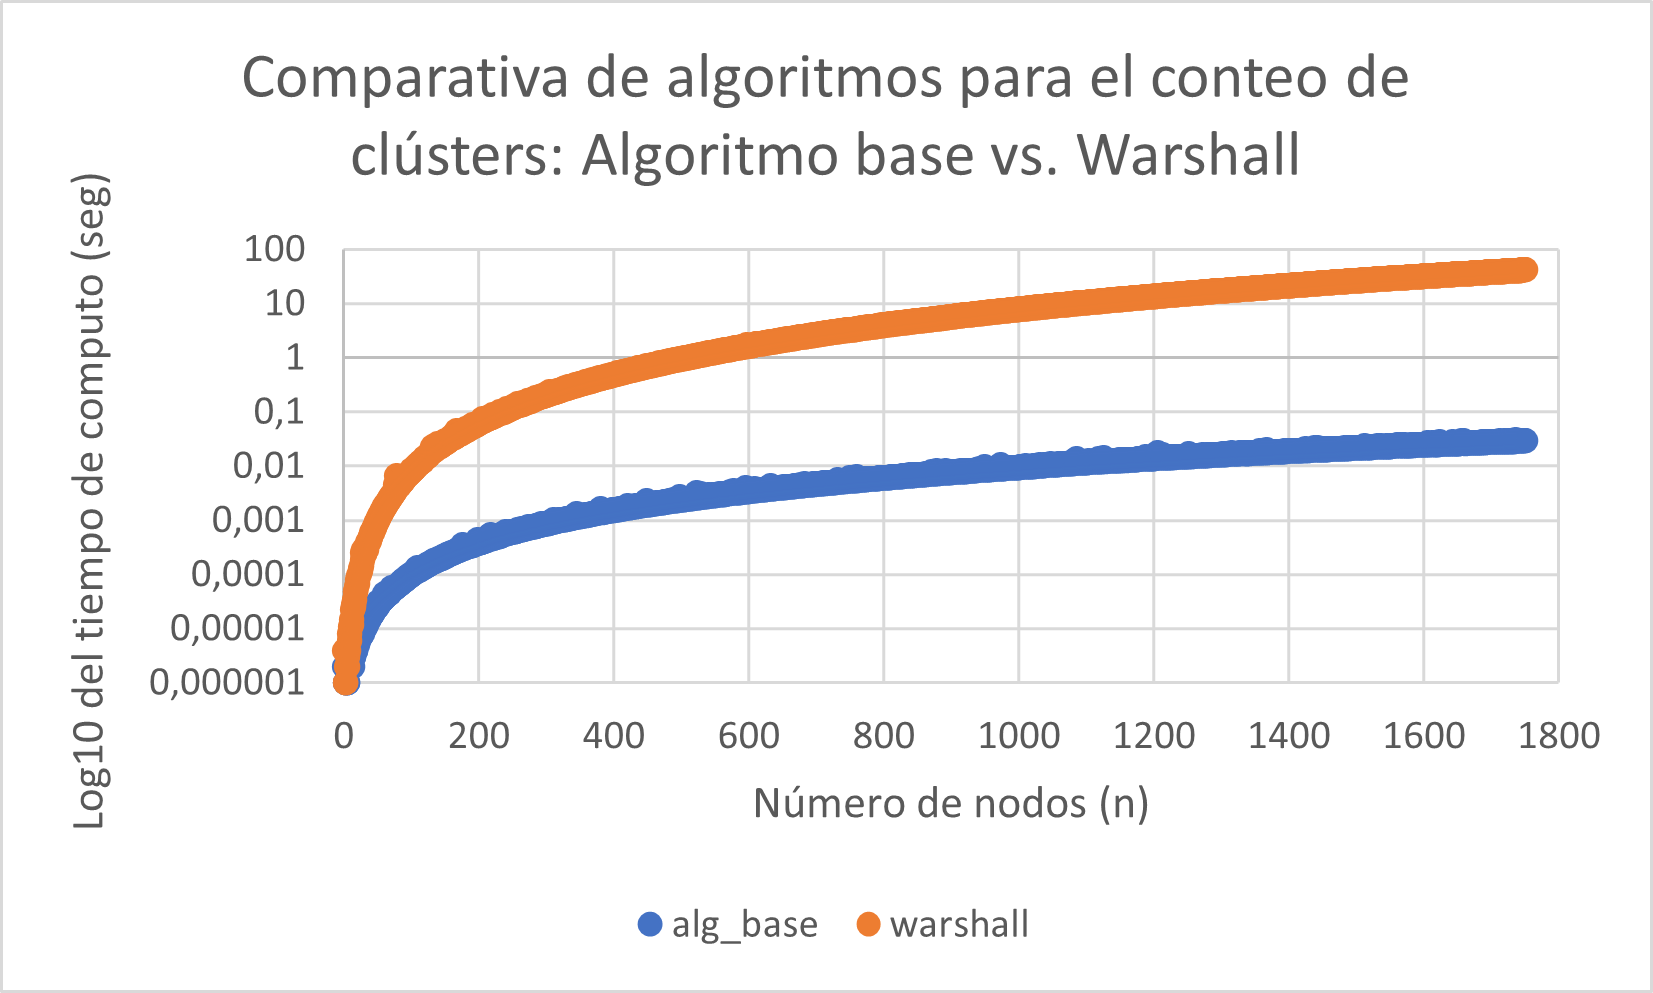 Comparativa de algoritmos para el conteo de
clústers: Algoritmo base vs. Warshall
Log10 del tiempo de computo (seg)
100
10
1
0,1
0,01
0,001
0,0001
0,00001
0,000001
0 200 400 600 800 1000 1200 1400 1600 1800
Número de nodos (n)
alg_base warshall